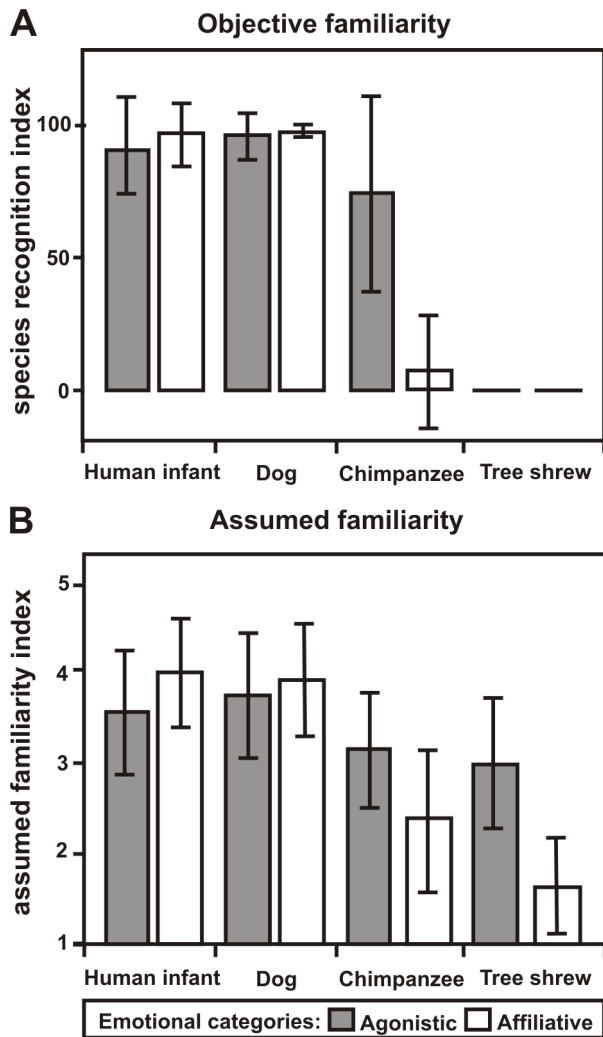 A
Objective familiarity
species recognition index
100
50
0
Human infant Dog Chimpanzee Tree shrew
B
Assumed familiarity
assumed familiarity index
5
4
3
2
1
Human infant Dog Chimpanzee Tree shrew
Emotional categories: Agonistic Affiliative